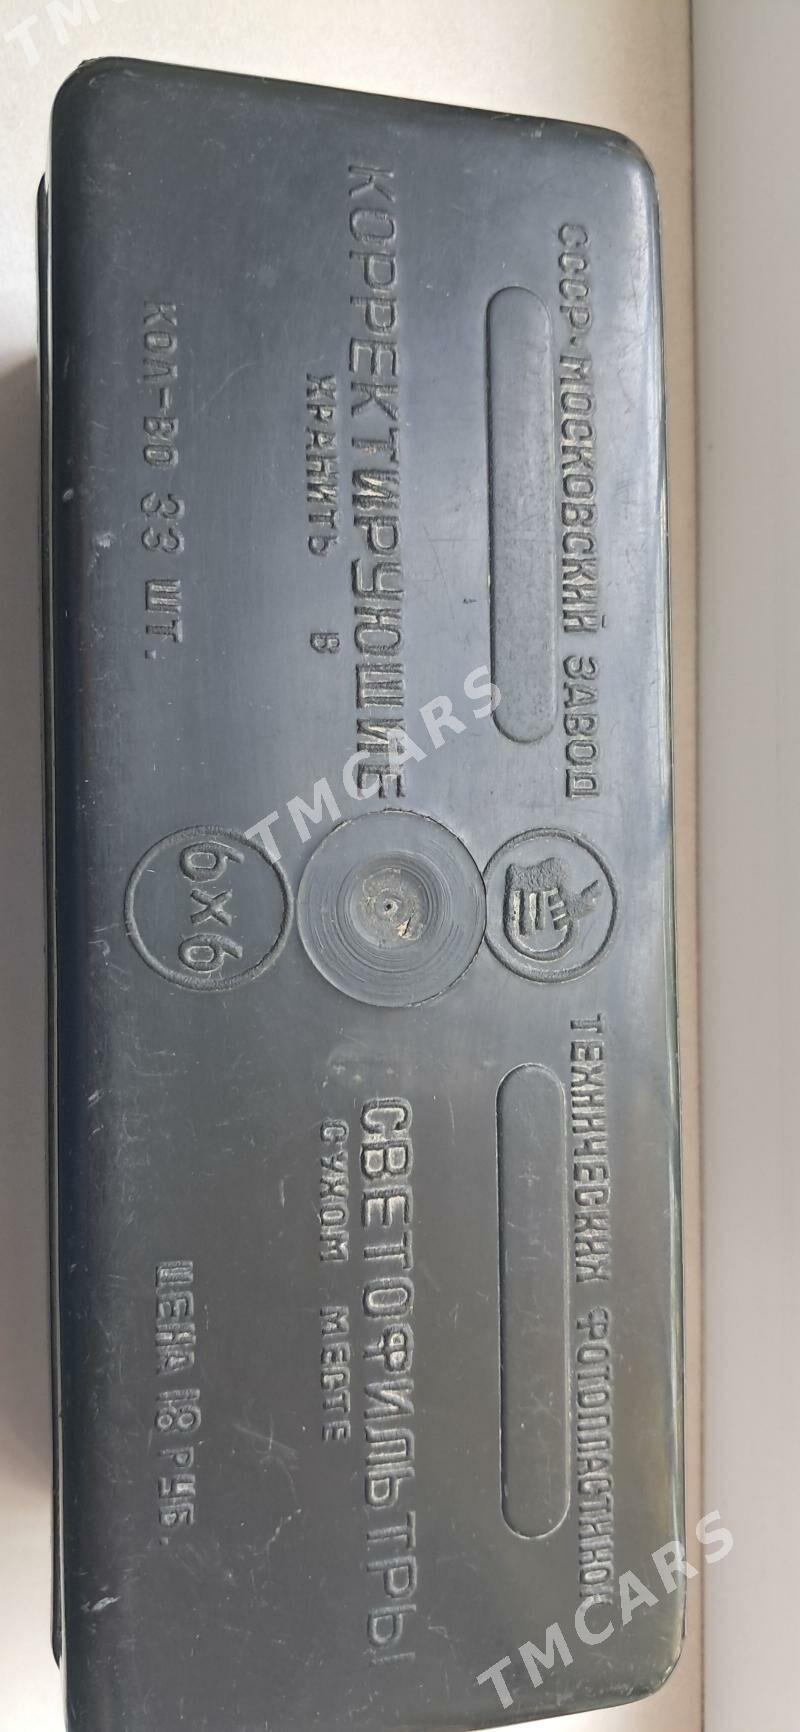 СССР·МОСКОВСКИЙ ЗАВОД ТЕХНИЧЕСКИХ ФОТОПЛАСТИНОК
КОРРЕКТИРУЮЩИЕ СВЕТОФИЛЬТРЫ
ХРАНИТЬ В СУХОМ МЕСТЕ
КОЛ-ВО 33 ШТ. 6х6 ЦЕНА 18 РУБ.
TMCARS
TMCARS
TMCARS
TMCARS